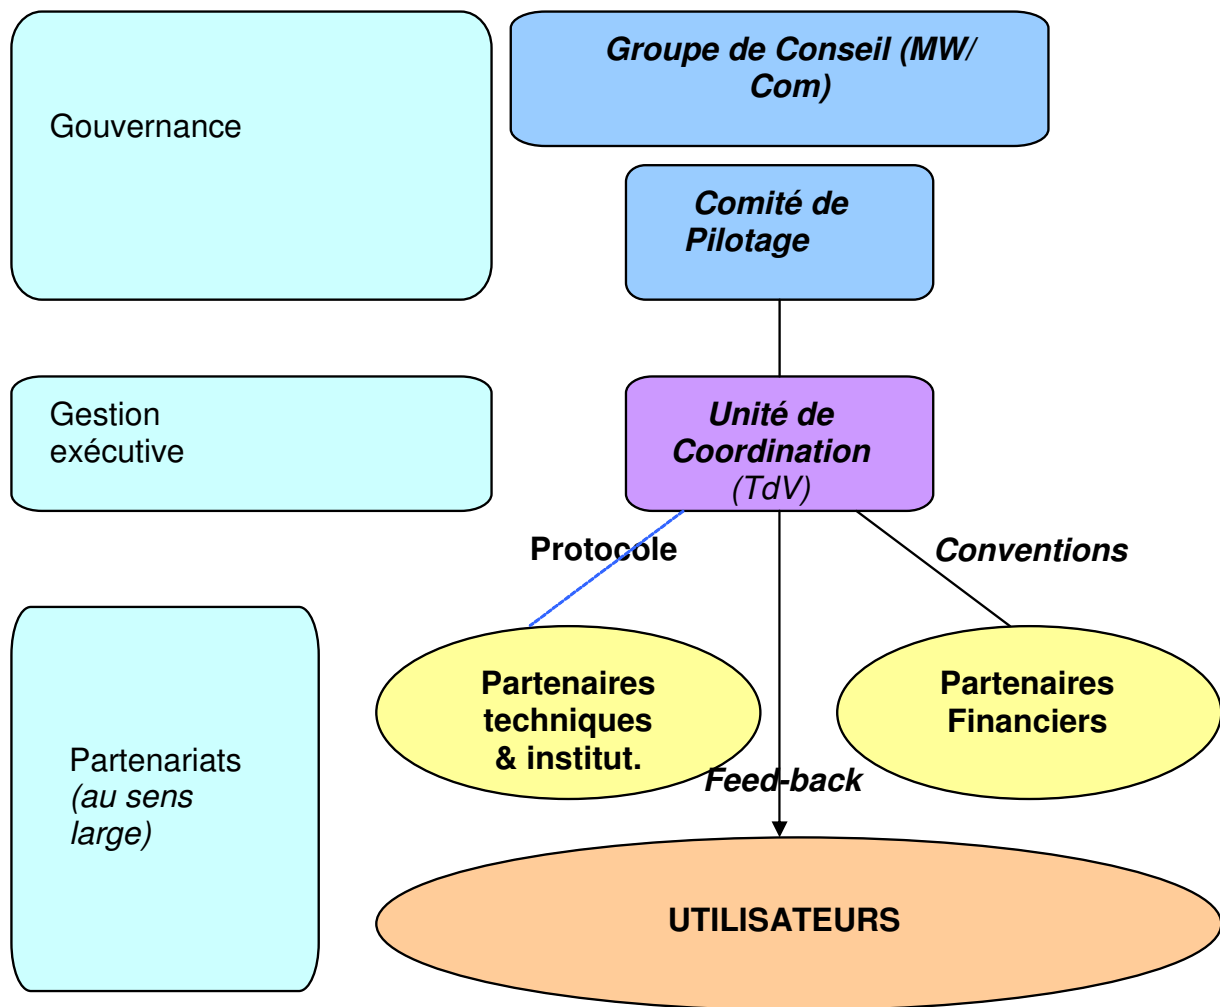 Gouvernance
Groupe de Conseil (MW/
Com)
Comité de
Pilotage
Gestion
exécutive
Unité de
Coordination
(TdV)
Protocole
Conventions
Partenariats
(au sens
large)
Partenaires
techniques
& institut.
Partenaires
Financiers
Feed-back
UTILISATEURS